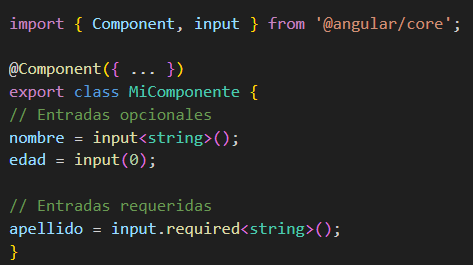 import { Component, input } from '@angular/core';
@Component({ ... })
export class MiComponente {
// Entradas opcionales
nombre = input<string>();
edad = input(0);
// Entradas requeridas
apellido = input.required<string>();
}